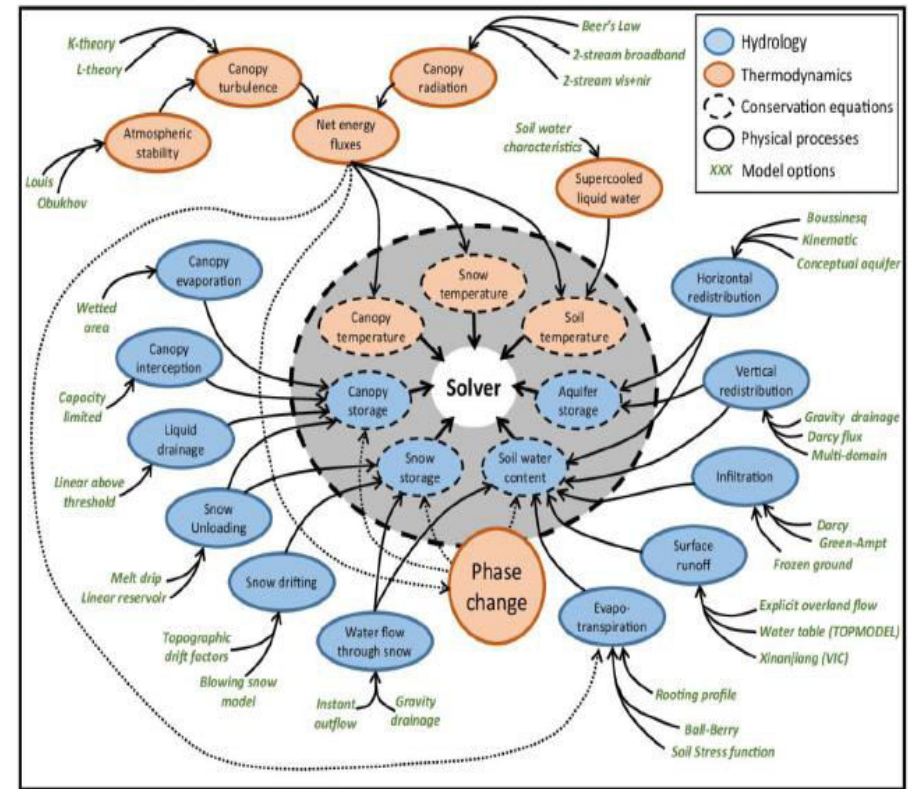 K-theory
L-theory
Canopy
turbulence
Canopy
radiation
Beer's Law
2-stream broadband
2-stream vis+nir
Hydrology
Thermodynamics
Conservation equations
Physical processes
XXX Model options
Atmospheric
stability
Net energy
fluxes
Soil water
characteristics
Supercooled
liquid water
Louis
Obukhov
Boussinesq
Kinematic
Conceptual aquifer
Canopy
evaporation
Snow
temperature
Horizontal
redistribution
Wetted
area
Canopy
temperature
Soil
temperature
Canopy
interception
Solver
Vertical
redistribution
Canopy
storage
Aquifer
storage
Capacity
limited
Gravity drainage
Darcy flux
Multi-domain
Liquid
drainage
Snow
storage
Soil water
content
Infiltration
Linear above
threshold
Snow
Unloading
Darcy
Green-Ampt
Frozen ground
Surface
runoff
Phase
change
Melt drip
Linear reservoir
Snow drifting
Evapo-
transpiration
Explicit overland flow
Water table (TOPMODEL)
Xinanjiang (VIC)
Water flow
through snow
Topographic
drift factors
Blowing snow
model
Instant
outflow
Gravity
drainage
Rooting profile
Ball-Berry
Soil Stress function